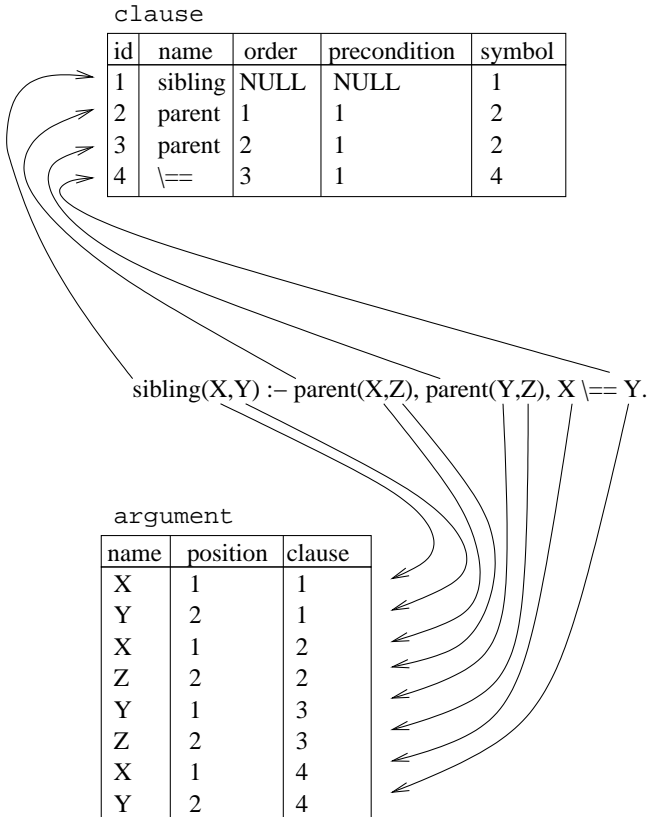 clause
id name order precondition symbol
1 sibling NULL NULL 1
2 parent 1 1 2
3 parent 2 1 2
4 \== 3 1 4
sibling(X,Y) :− parent(X,Z), parent(Y,Z), X \== Y.
argument
name position clause
X 1 1
Y 2 1
X 1 2
Z 2 2
Y 1 3
Z 2 3
X 1 4
Y 2 4